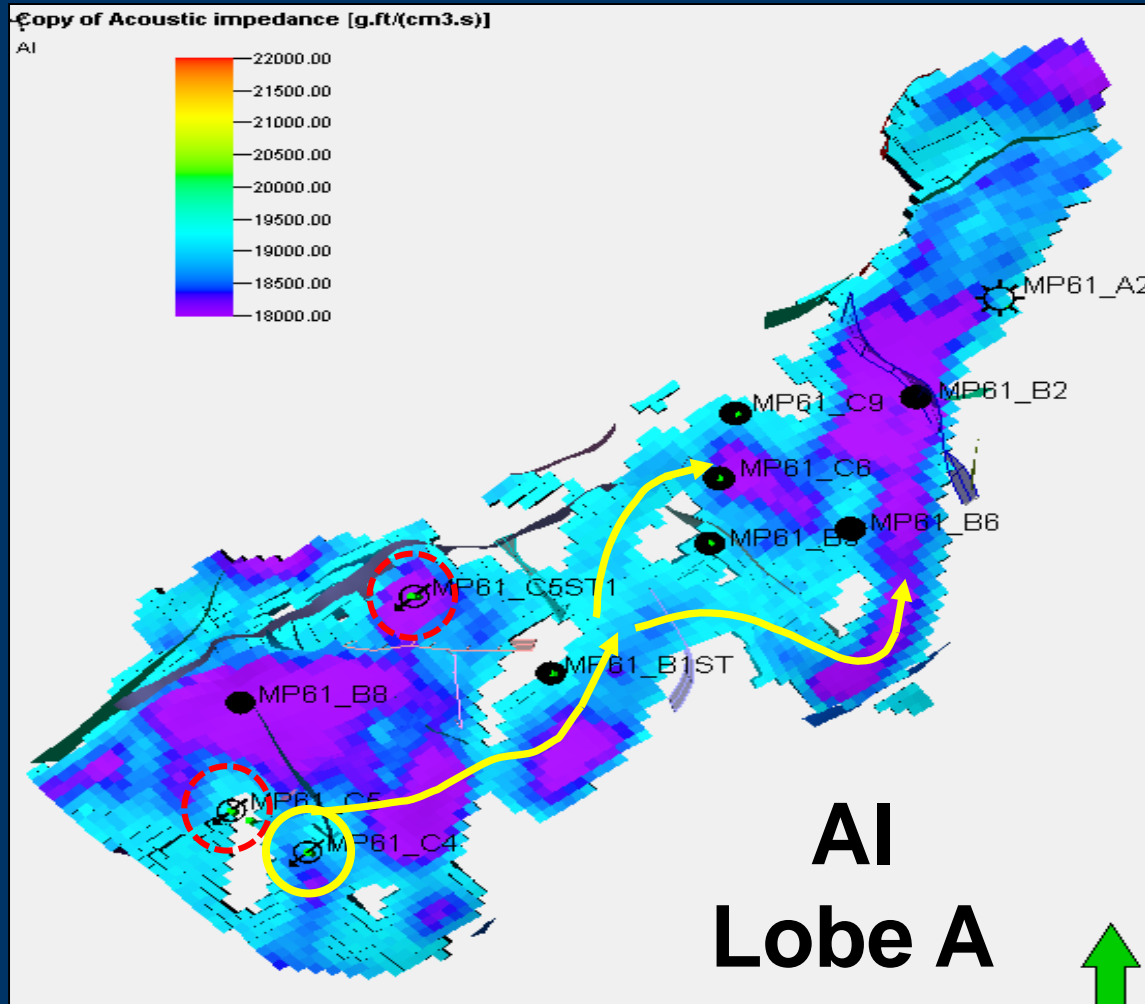 Copy of Acoustic impedance [g.ft/(cm3.s)]
AI
22000.00
21500.00
21000.00
20500.00
20000.00
19500.00
19000.00
18500.00
18000.00
MP61_A2
MP61_B2
MP61_C9
MP61_C6
MP61_B6
MP61_C5ST1
MP61_B1ST
MP61_B8
MP61_C5
MP61_C4
AI
Lobe A